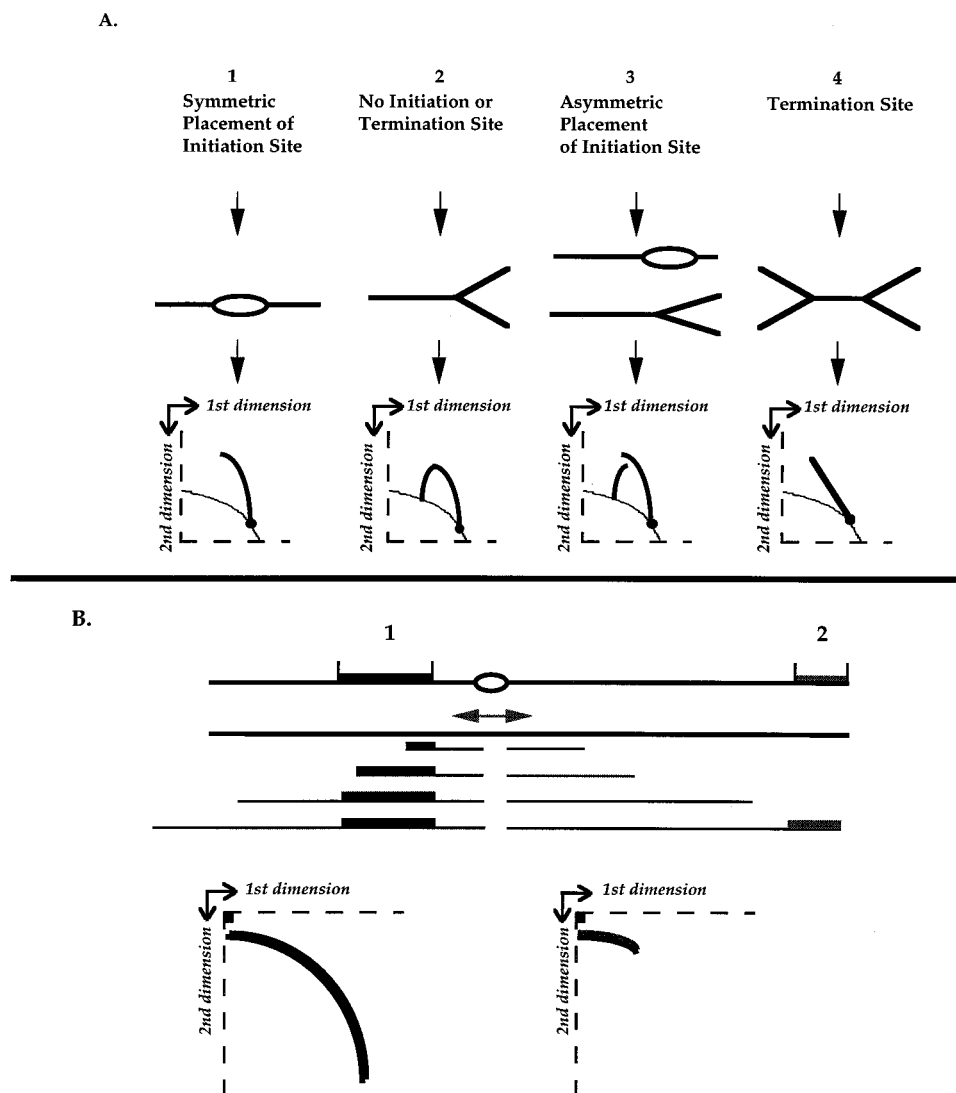 A.
1
Symmetric
Placement of
Initiation Site
2
No Initiation or
Termination Site
3
Asymmetric
Placement
of Initiation Site
4
Termination Site
1st dimension
2nd dimension
1st dimension
2nd dimension
1st dimension
2nd dimension
1st dimension
2nd dimension
B.
1
2
1st dimension
2nd dimension
1st dimension
2nd dimension